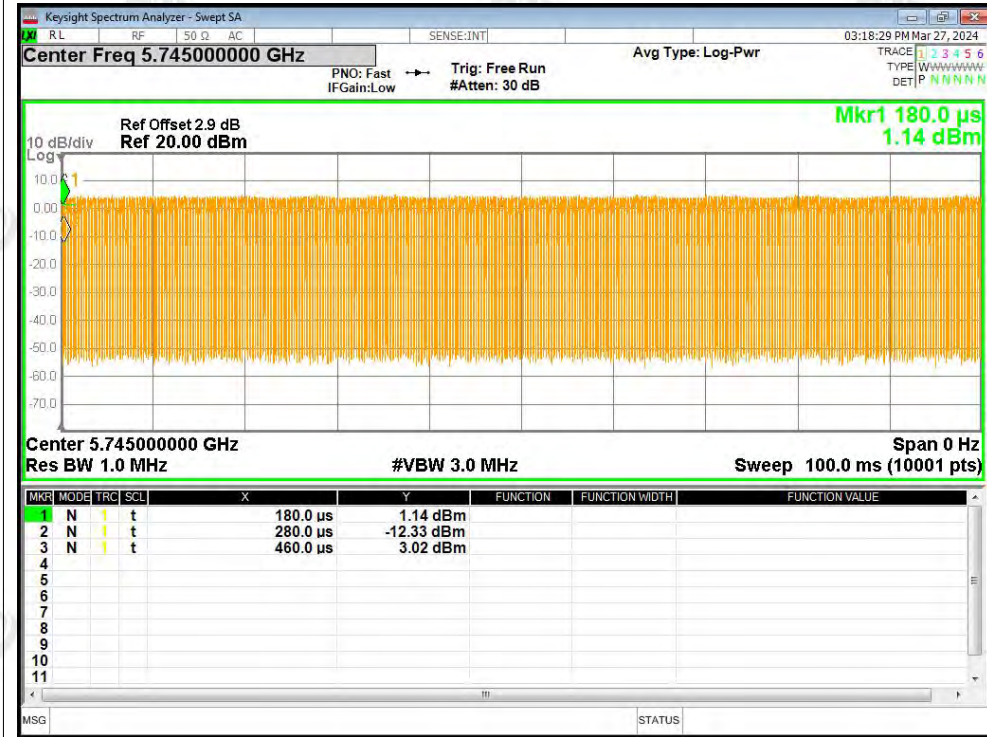 Keysight Spectrum Analyzer - Swept SA
LXI RL RF 50 Ω AC SENSE:INT 03:18:29 PM Mar 27, 2024
Center Freq 5.745000000 GHz
PNO: Fast
IFGain:Low
Trig: Free Run
#Atten: 30 dB
Avg Type: Log-Pwr
TRACE 1 2 3 4 5 6
TYPE WWWWWW
DET P N N N N N
Mkr1 180.0 µs
1.14 dBm
Ref Offset 2.9 dB
10 dB/div Ref 20.00 dBm
Log
1
10.0
0.00
-10.0
-20.0
-30.0
-40.0
-50.0
-60.0
-70.0
Center 5.745000000 GHz Span 0 Hz
Res BW 1.0 MHz #VBW 3.0 MHz Sweep 100.0 ms (10001 pts)
MKR MODE TRC SCL X Y FUNCTION FUNCTION WIDTH FUNCTION VALUE
1 N 1 t 180.0 µs 1.14 dBm
2 N 1 t 280.0 µs -12.33 dBm
3 N 1 t 460.0 µs 3.02 dBm
4
5
6
7
8
9
10
11
MSG STATUS